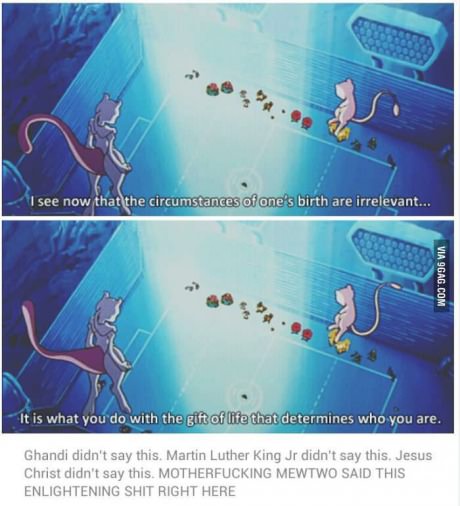 I see now that the circumstances of one's birth are irrelevant...
VIA 9GAG.COM
It is what you do with the gift of life that determines who you are.
Ghandi didn't say this. Martin Luther King Jr didn't say this. Jesus
Christ didn't say this. MOTHERFUCKING MEWTWO SAID THIS
ENLIGHTENING SHIT RIGHT HERE